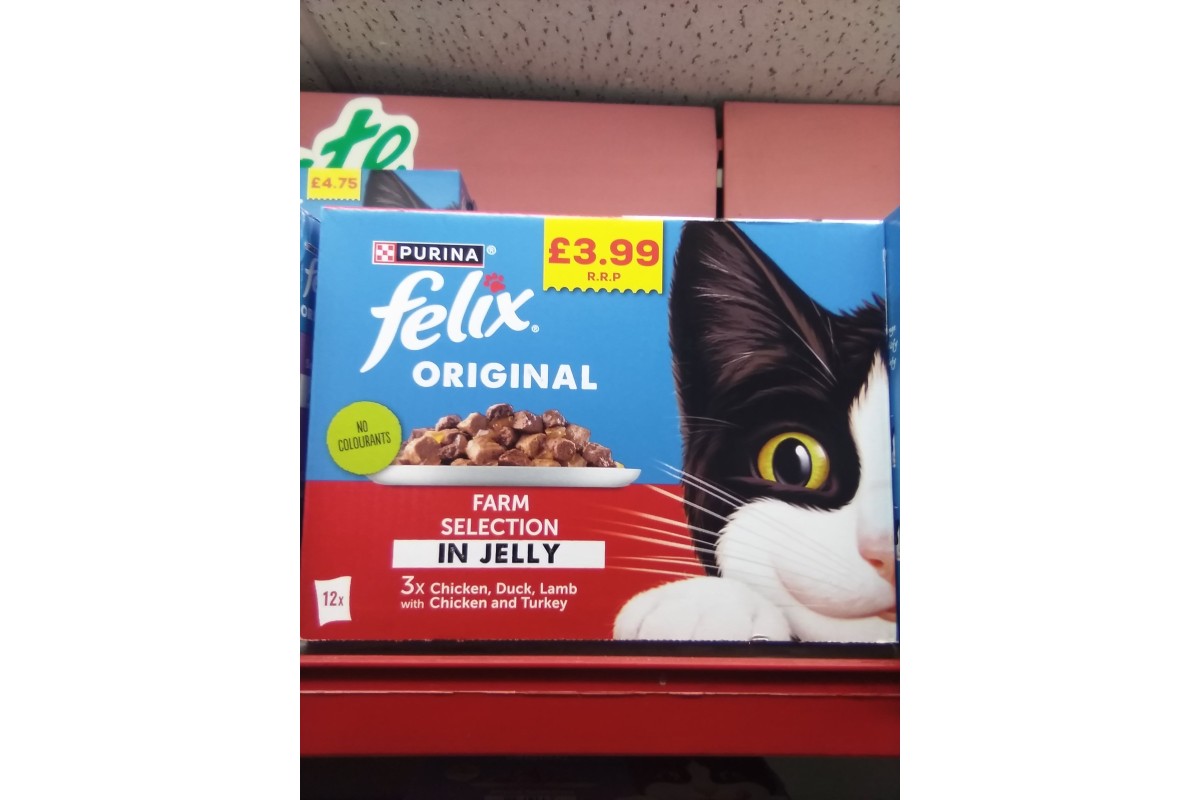 te
£4.75
PURINA®
£3.99
R.R.P
felix®
ORIGINAL
NO
COLOURANTS
FARM
SELECTION
IN JELLY
3x Chicken, Duck, Lamb
with Chicken and Turkey
12x